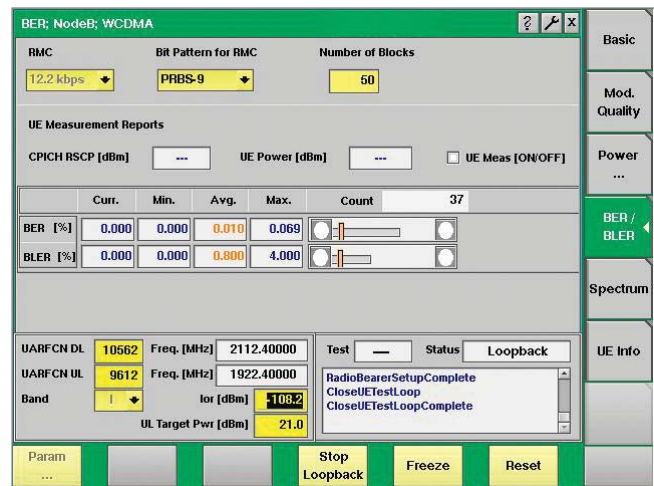 BER; NodeB; WCDMA ? X
RMC Bit Pattern for RMC Number of Blocks
12.2 kbps PRBS-9 50
UE Measurement Reports
CPICH RSCP [dBm] --- UE Power [dBm] --- UE Meas [ON/OFF]
Curr. Min. Avg. Max. Count 37
BER [%] 0.000 0.000 0.010 0.069
BLER [%] 0.000 0.000 0.800 4.000
UARFCN DL 10562 Freq. [MHz] 2112.40000
UARFCN UL 9612 Freq. [MHz] 1922.40000
Band I Ior [dBm] -108.2
UL Target Pwr [dBm] 21.0
Test — Status Loopback
RadioBearerSetupComplete
CloseUETestLoop
CloseUETestLoopComplete
Param ...
Stop Loopback
Freeze
Reset
Basic
Mod.
Quality
Power
...
BER /
BLER
Spectrum
UE Info